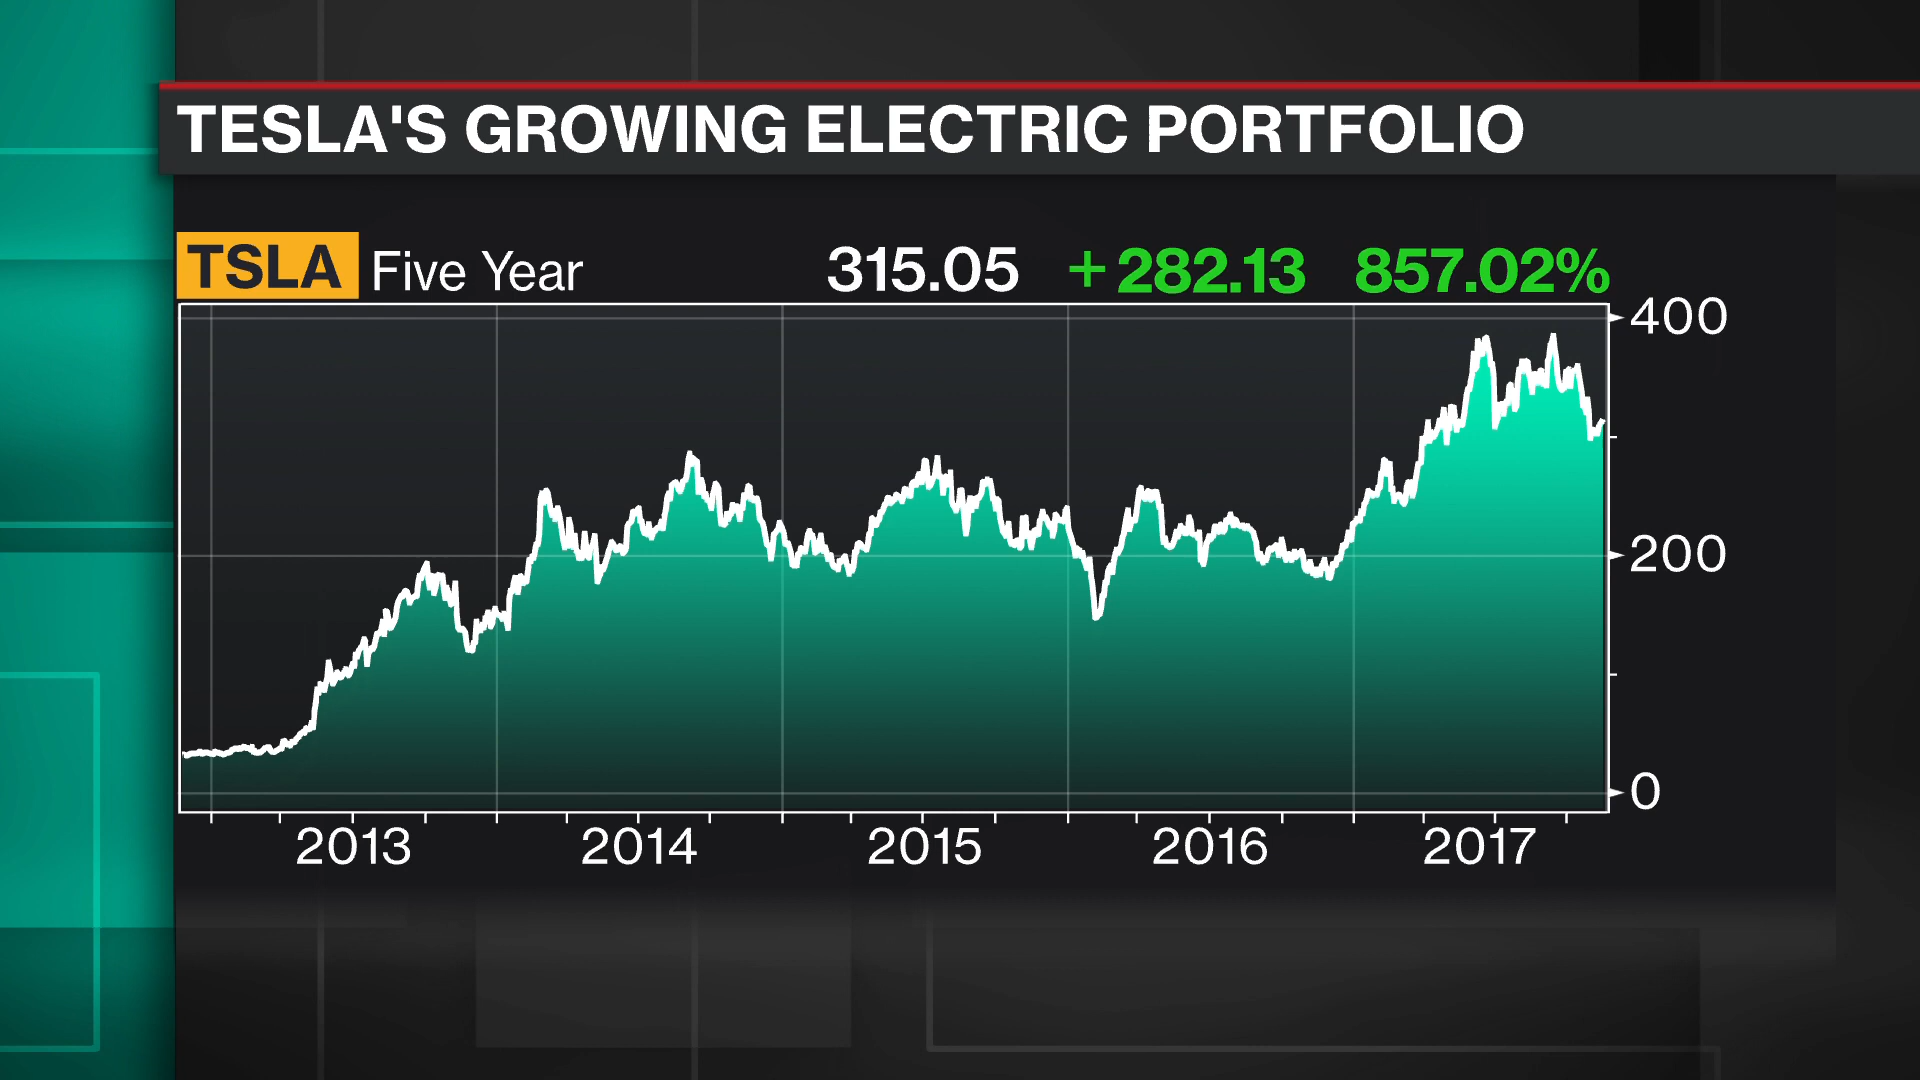 TESLA'S GROWING ELECTRIC PORTFOLIO
TSLA Five Year 315.05 +282.13 857.02%
400
200
0
2013 2014 2015 2016 2017